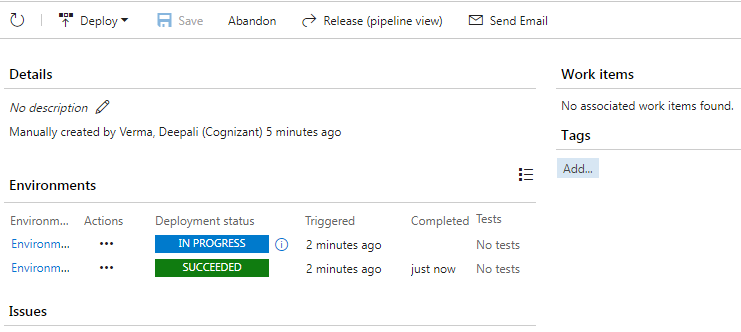 Deploy Save Abandon Release (pipeline view) Send Email
Details
No description
Manually created by Verma, Deepali (Cognizant) 5 minutes ago
Work items
No associated work items found.
Tags
Add...
Environments
Environm... Actions Deployment status Triggered Completed Tests
Environm... ••• IN PROGRESS 2 minutes ago No tests
Environm... ••• SUCCEEDED 2 minutes ago just now No tests
Issues